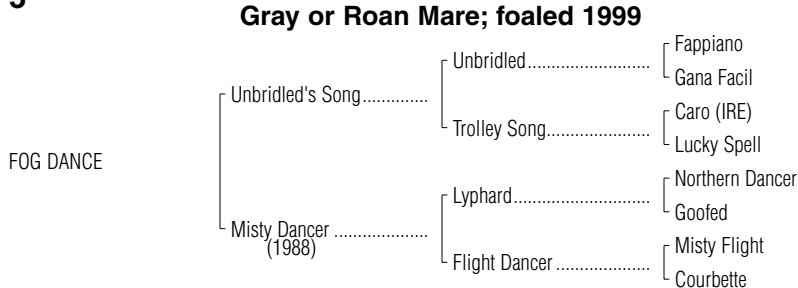 Gray or Roan Mare; foaled 1999
Fappiano
Unbridled........................
Gana Facil
Unbridled's Song..............
Caro (IRE)
Trolley Song.....................
Lucky Spell
FOG DANCE
Northern Dancer
Lyphard............................
Goofed
Misty Dancer ...................
(1988)
Misty Flight
Flight Dancer ...................
Courbette